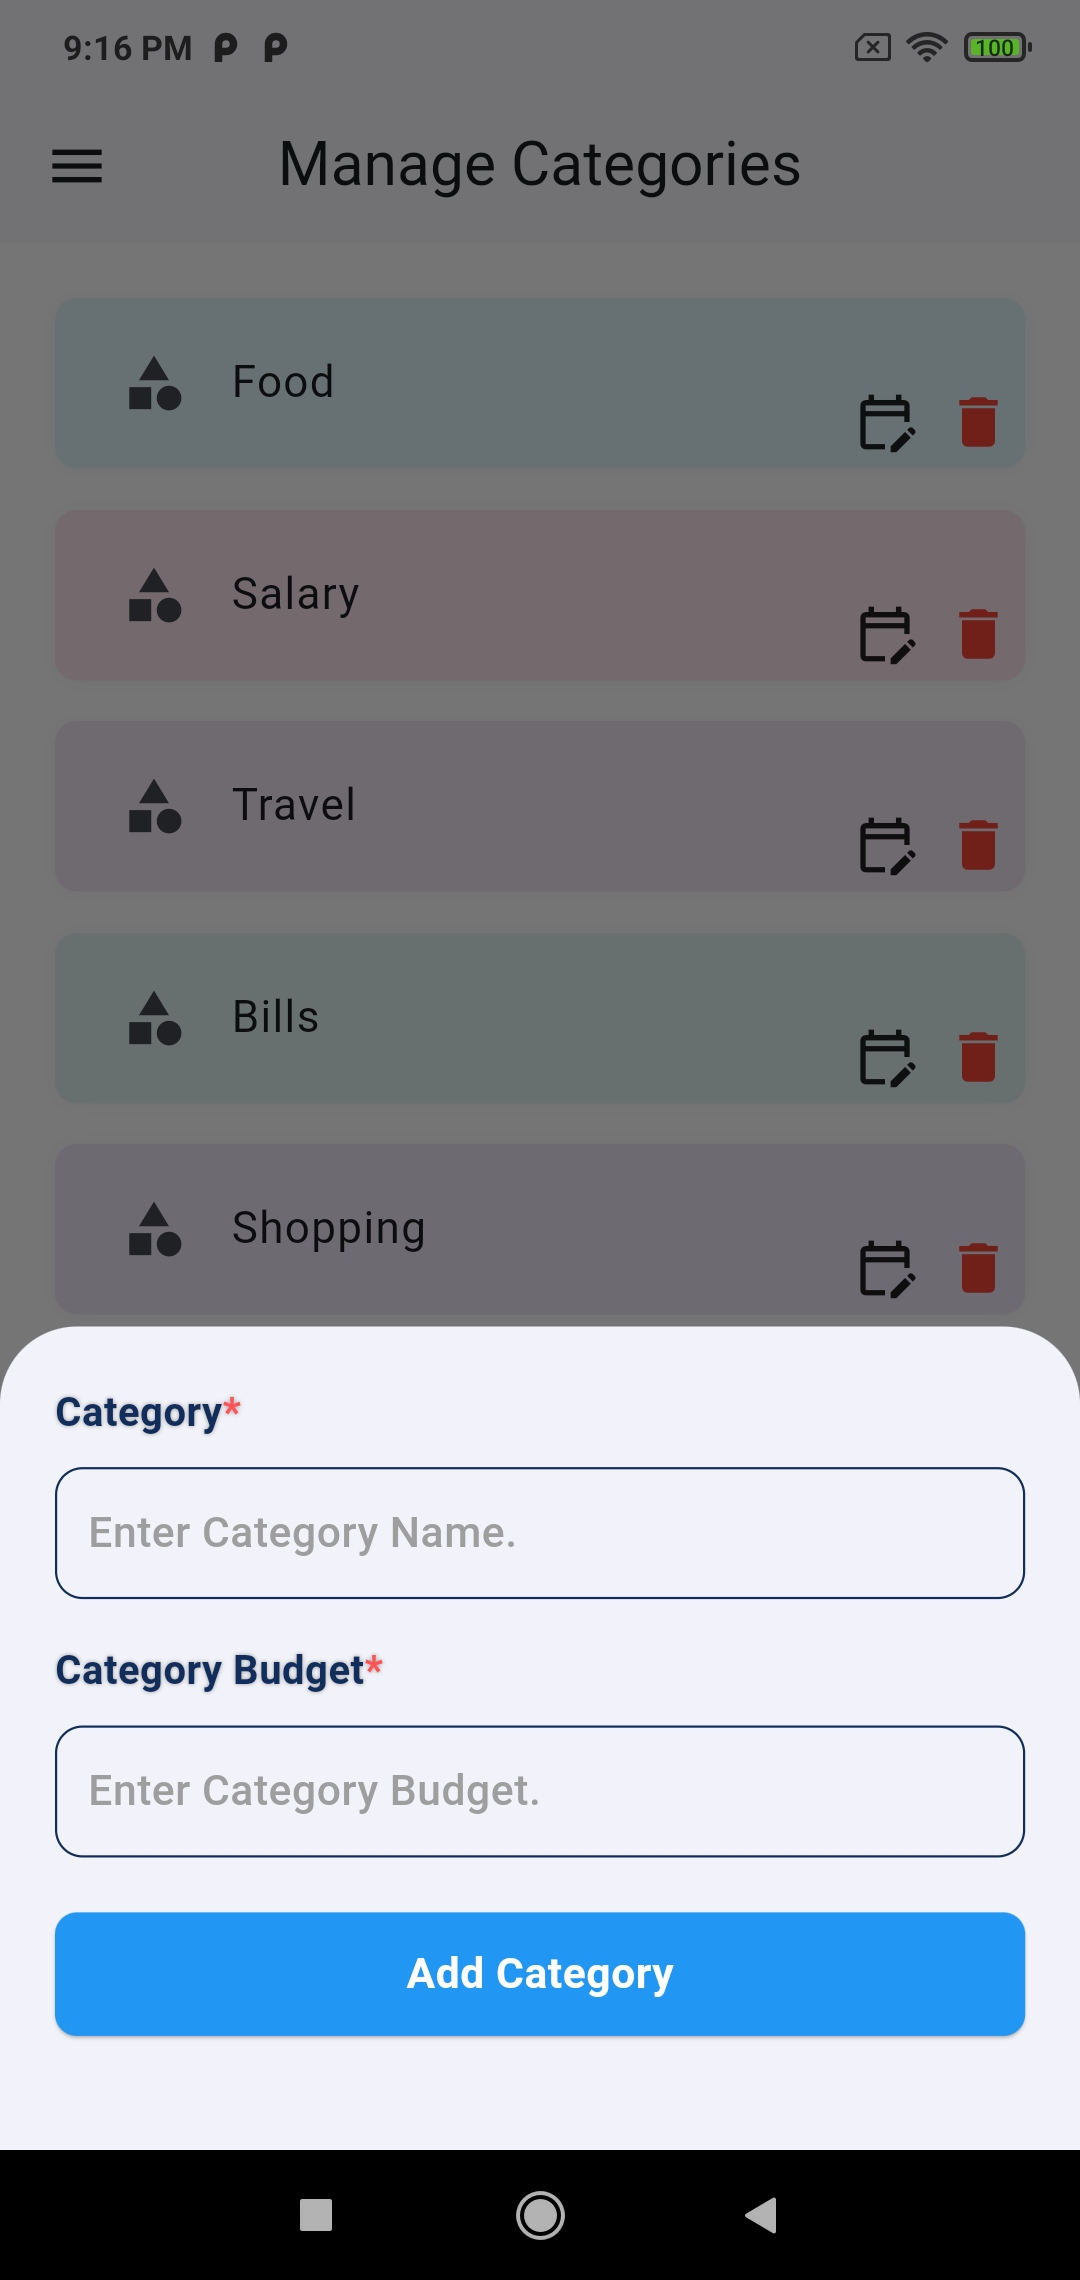 9:16 PM
100
Manage Categories
Food
Salary
Travel
Bills
Shopping
Category*
Enter Category Name.
Category Budget*
Enter Category Budget.
Add Category